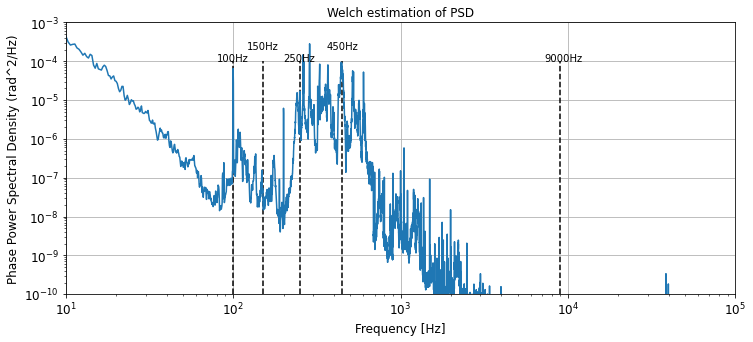 Welch estimation of PSD
Phase Power Spectral Density (rad^2/Hz)
10^-3
10^-4
10^-5
10^-6
10^-7
10^-8
10^-9
10^-10
150Hz 450Hz
100Hz 250Hz 9000Hz
10^1 10^2 10^3 10^4 10^5
Frequency [Hz]